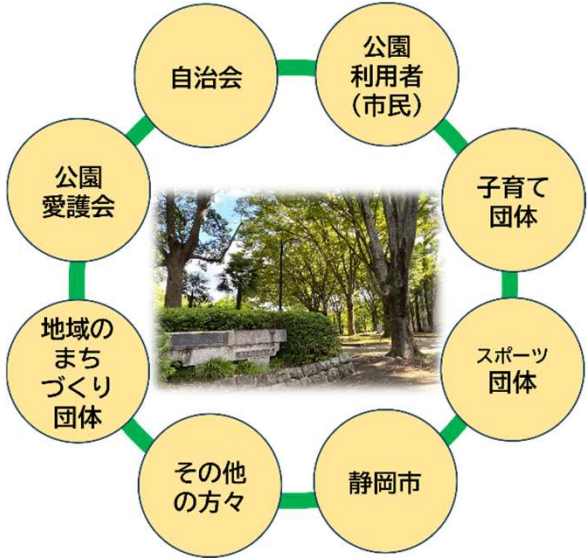 自治会
公園
利用者
（市民）
子育て
団体
スポーツ
団体
静岡市
その他
の方々
地域の
まち
づくり
団体
公園
愛護会